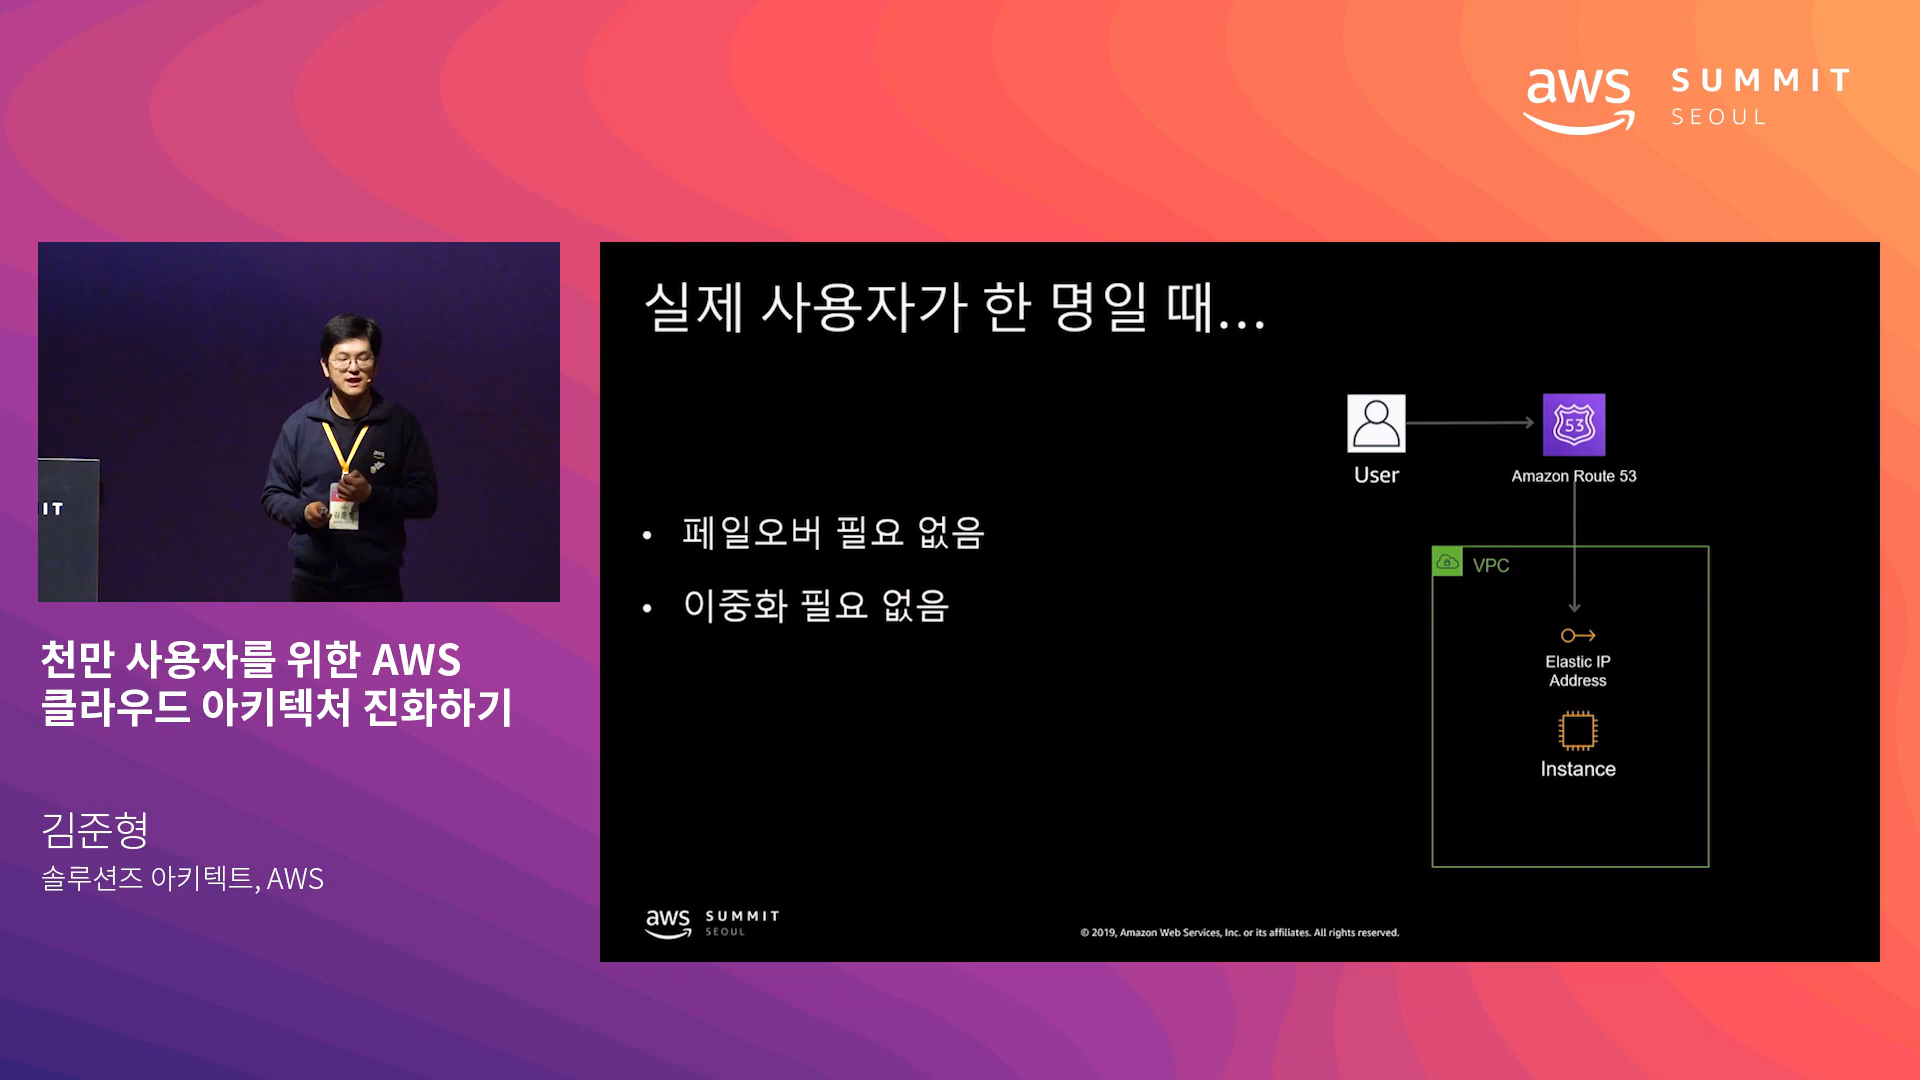 aws SUMMIT
SEOUL
실제 사용자가 한 명일 때...
User
Amazon Route 53
• 페일오버 필요 없음
• 이중화 필요 없음
VPC
53
Elastic IP
Address
Instance
IT
aws
김준형
천만 사용자를 위한 AWS
클라우드 아키텍처 진화하기
김준형
솔루션즈 아키텍트, AWS
aws SUMMIT
SEOUL
© 2019, Amazon Web Services, Inc. or its affiliates. All rights reserved.